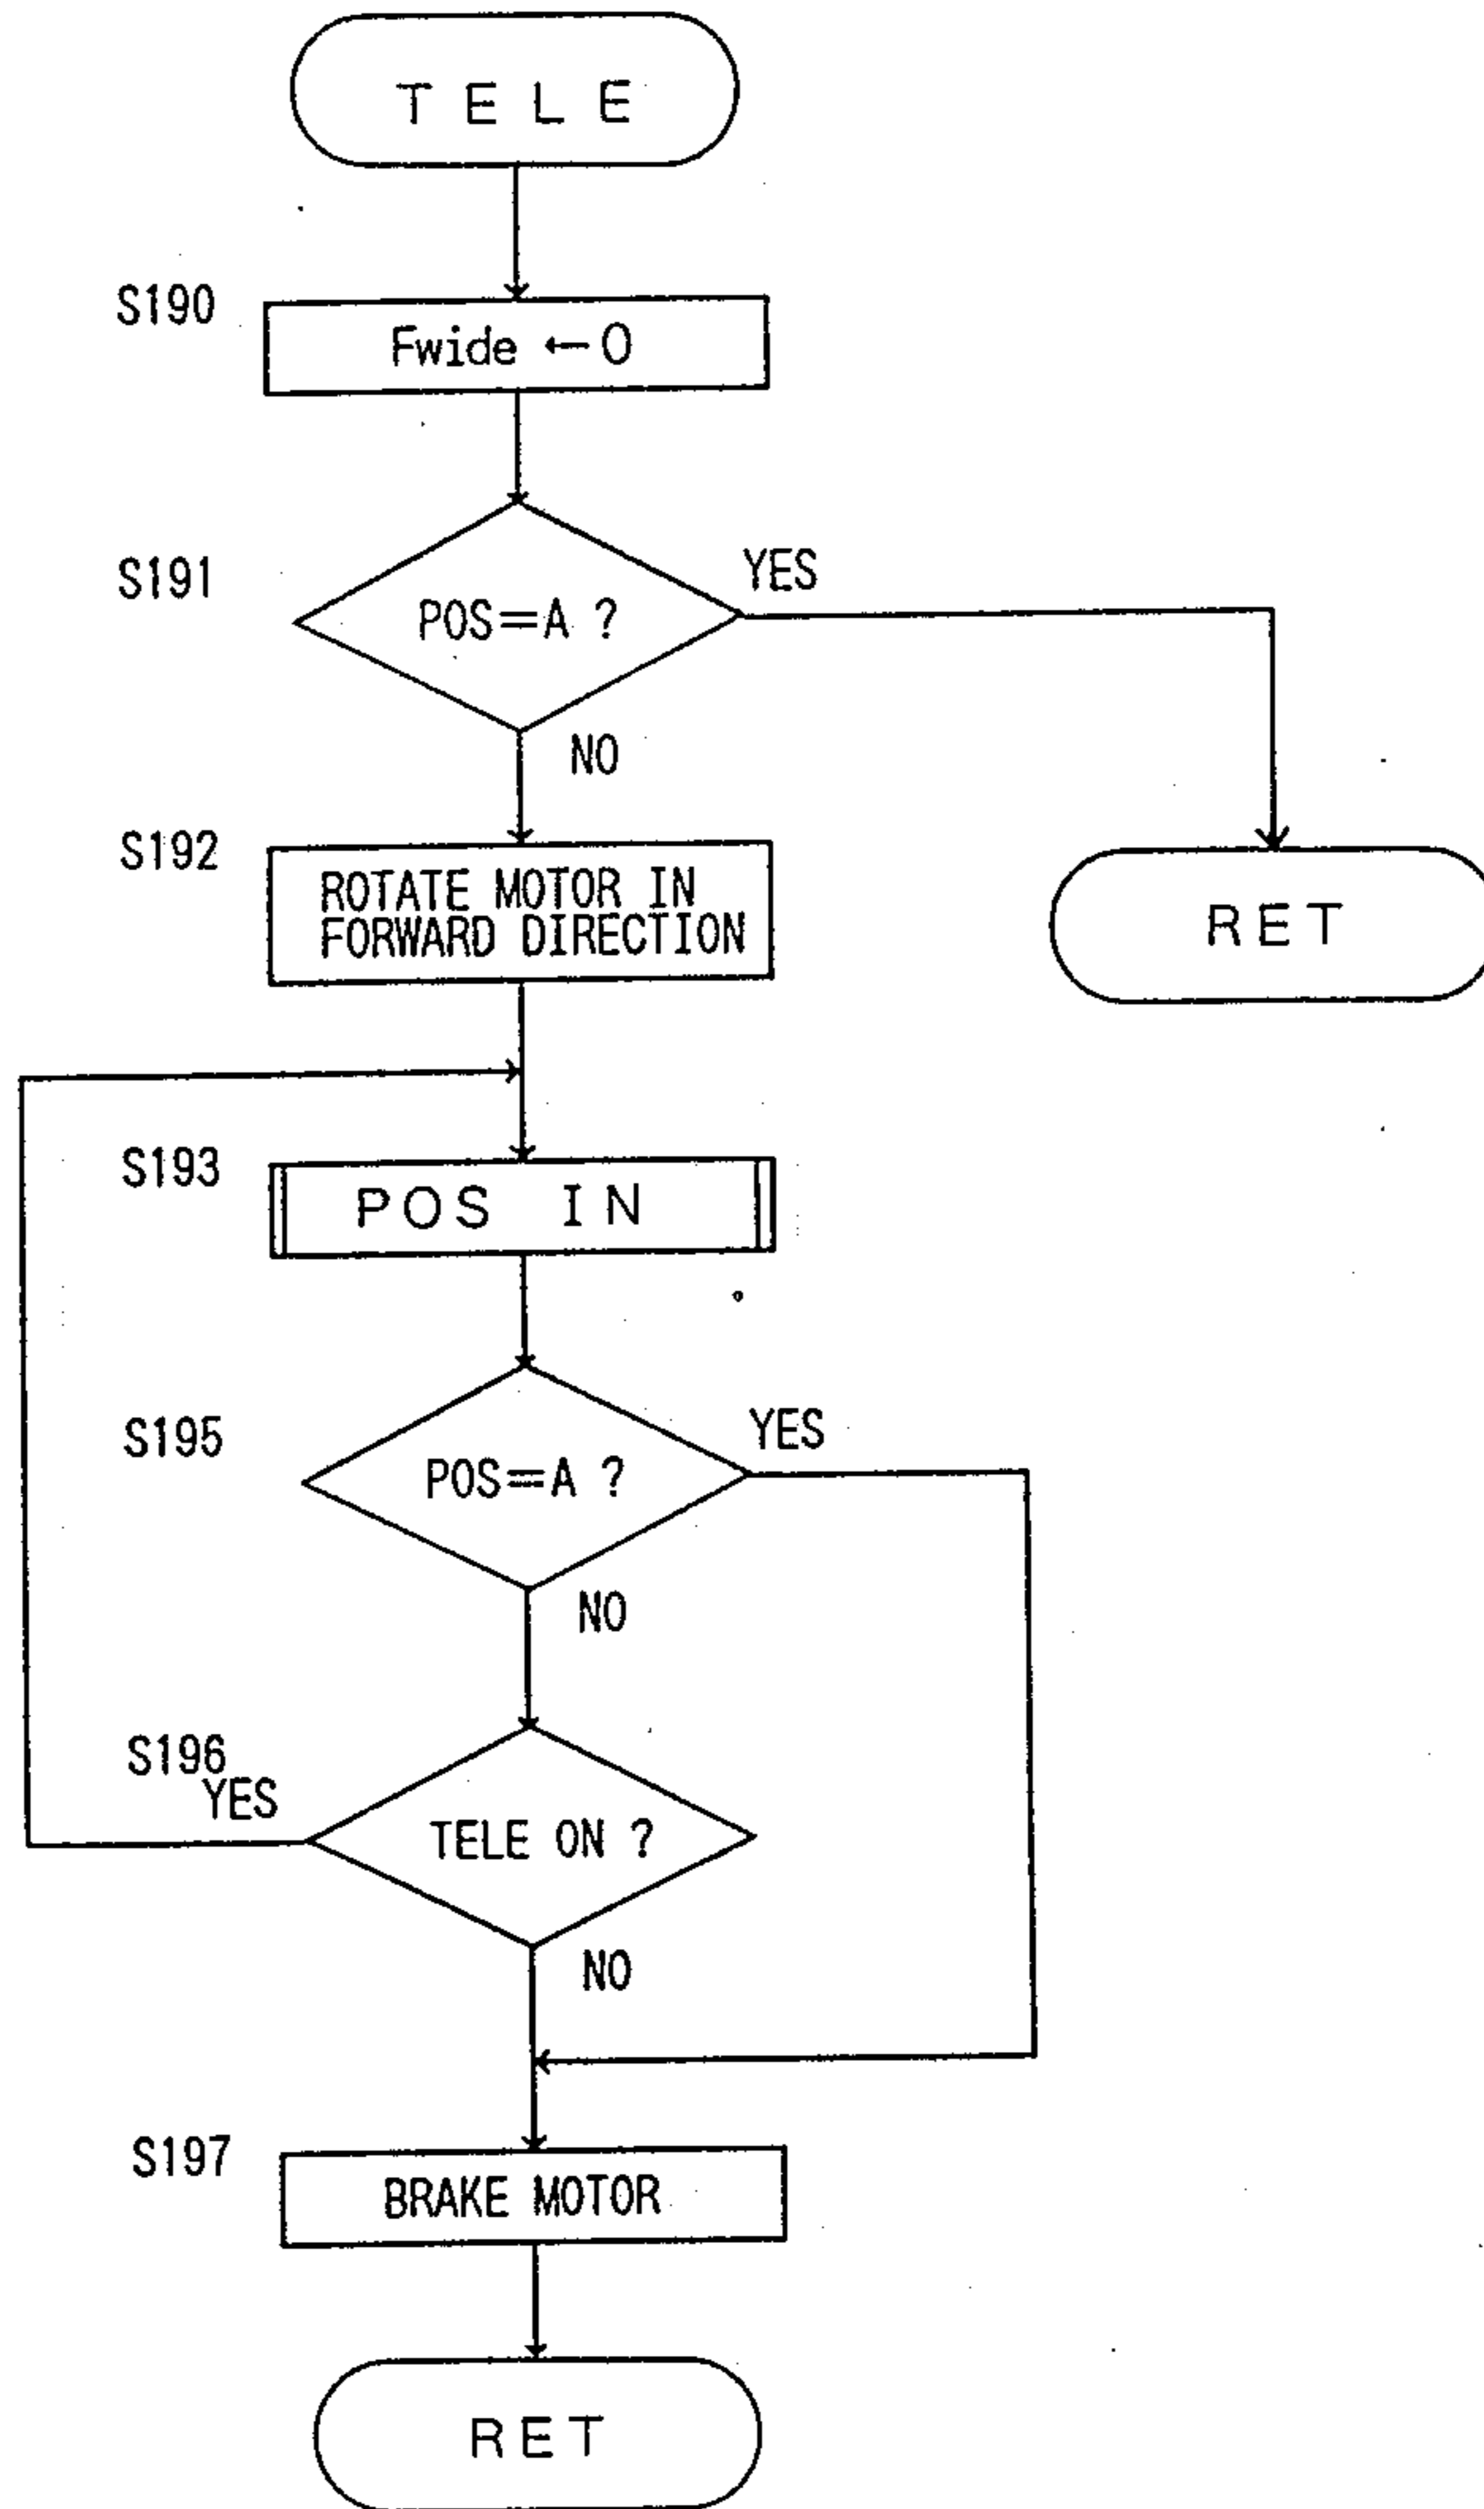 TELE
S190
Fwide ← 0
S191
YES
POS=A ?
NO
S192
ROTATE MOTOR IN
FORWARD DIRECTION
RET
S193
POS IN
S195
YES
POS=A ?
NO
S196
YES
TELE ON ?
NO
S197
BRAKE MOTOR
RET